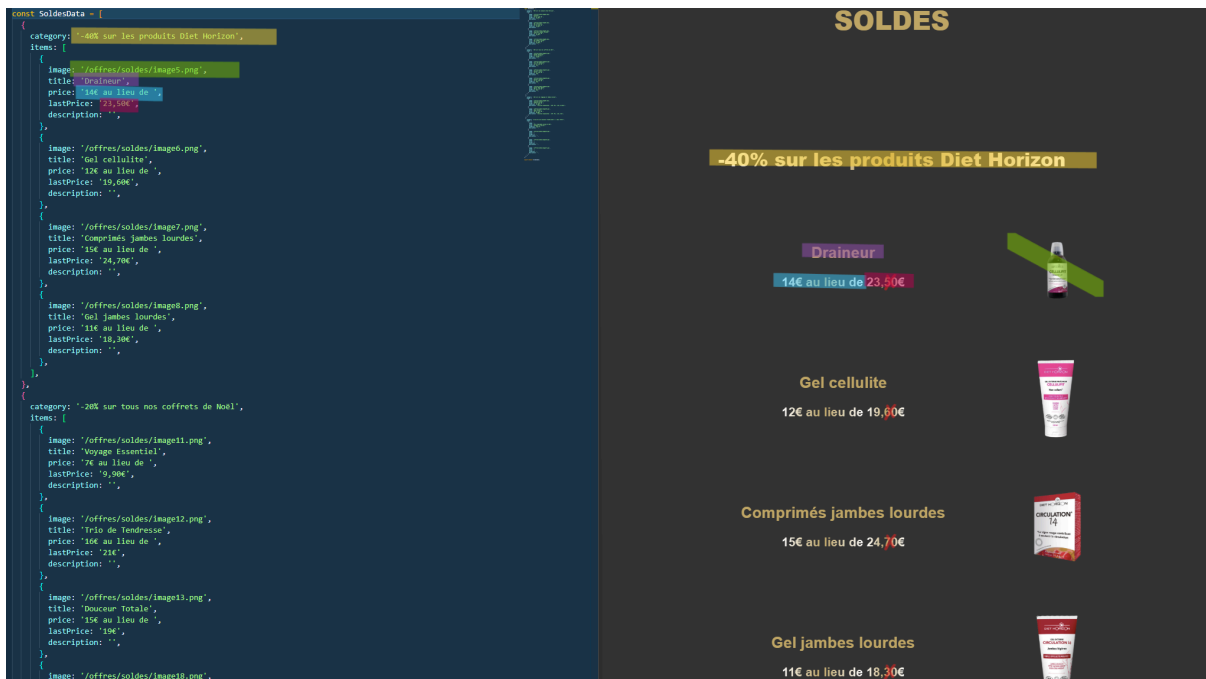 const SoldesData = [
{
category: '-40% sur les produits Diet Horizon',
items: [
{
image: '/offres/soldes/image5.png',
title: 'Draineur',
price: '14€ au lieu de ',
lastPrice: '23,50€',
description: '',
},
{
image: '/offres/soldes/image6.png',
title: 'Gel cellulite',
price: '12€ au lieu de ',
lastPrice: '19,60€',
description: '',
},
{
image: '/offres/soldes/image7.png',
title: 'Comprimés jambes lourdes',
price: '15€ au lieu de ',
lastPrice: '24,70€',
description: '',
},
{
image: '/offres/soldes/image8.png',
title: 'Gel jambes lourdes',
price: '11€ au lieu de ',
lastPrice: '18,30€',
description: '',
},
],
},
{
category: '-20% sur tous nos coffrets de Noël',
items: [
{
image: '/offres/soldes/image11.png',
title: 'Voyage Essentiel',
price: '7€ au lieu de ',
lastPrice: '9,90€',
description: '',
},
{
image: '/offres/soldes/image12.png',
title: 'Trio de Tendresse',
price: '16€ au lieu de ',
lastPrice: '21€',
description: '',
},
{
image: '/offres/soldes/image13.png',
title: 'Douceur Totale',
price: '15€ au lieu de ',
lastPrice: '19€',
description: '',
},
{
image: '/offres/soldes/image18.png',
SOLDES
-40% sur les produits Diet Horizon
Draineur
14€ au lieu de 23,50€
Gel cellulite
12€ au lieu de 19,60€
Comprimés jambes lourdes
15€ au lieu de 24,70€
CIRCULATION
14
Gel jambes lourdes
11€ au lieu de 18,30€